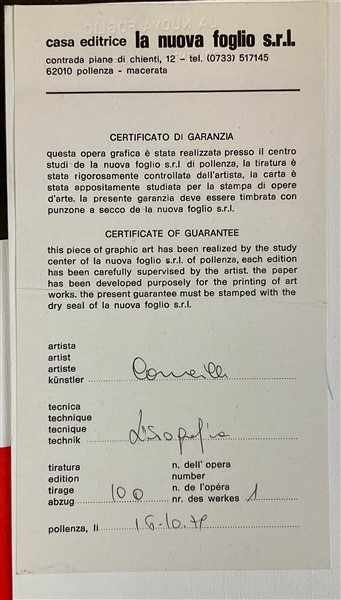 casa editrice la nuova foglio s.r.l.
contrada piane di chienti, 12 - tel. (0733) 517145
62010 pollenza - macerata
CERTIFICATO DI GARANZIA
questa opera grafica è stata realizzata presso il centro
studi de la nuova foglio s.r.l di pollenza, la tiratura è
stata rigorosamente controllata dall'artista, la carta è
stata appositamente studiata per la stampa di opere
d'arte. la presente garanzia deve essere timbrata con
punzone a secco de la nuova foglio s.r.l.
CERTIFICATE OF GUARANTEE
this piece of graphic art has been realized by the study
center of la nuova foglio s.r.l. of pollenza, each edition
has been carefully supervised by the artist. the paper
has been developed purposely for the printing of art
works. the present guarantee must be stamped with the
dry seal of la nuova foglio s.r.l.
artista
artist
artiste
künstler Corneille
tecnica
technique
tecnique
technik
tiratura n. dell' opera
edition number
tirage 100 n. de l'opéra
abzug nr. des werkes 1
pollenza, li 16.10.79